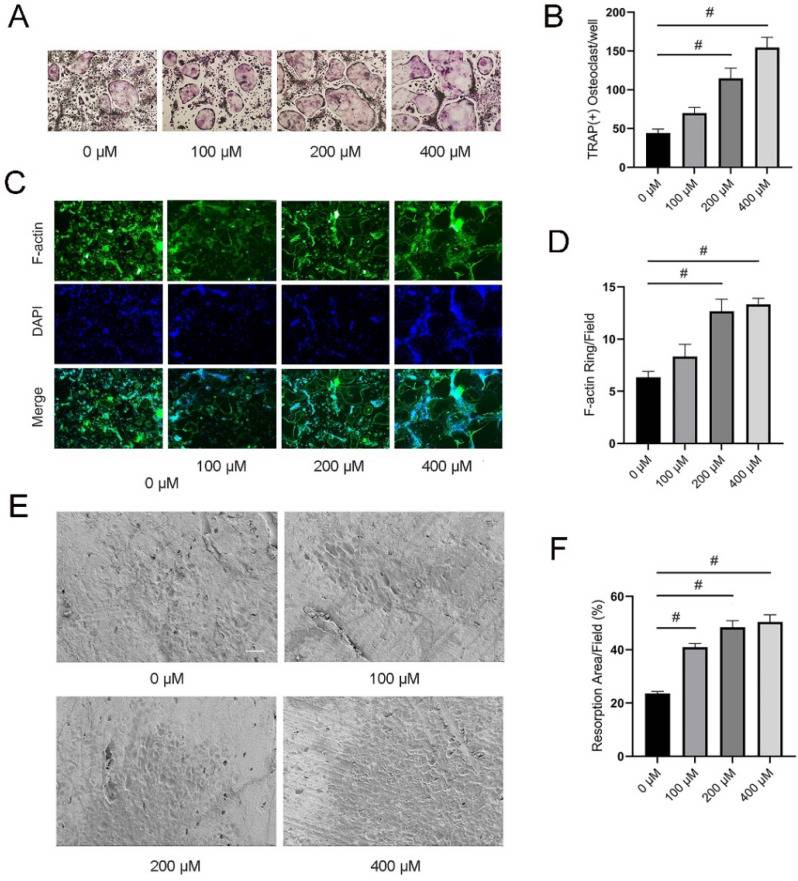 A
0 μM
100 μM
200 μM
400 μM
B
TRAP(+) Osteoclast/well
200
150
100
50
0
#
#
0 μM
100 μM
200 μM
400 μM
C
F-actin
DAPI
Merge
0 μM
100 μM
200 μM
400 μM
D
F-actin Ring/Field
15
10
5
0
#
#
0 μM
100 μM
200 μM
400 μM
E
0 μM
100 μM
200 μM
400 μM
F
Resorption Area/Field (%)
60
40
20
0
#
#
#
0 μM
100 μM
200 μM
400 μM